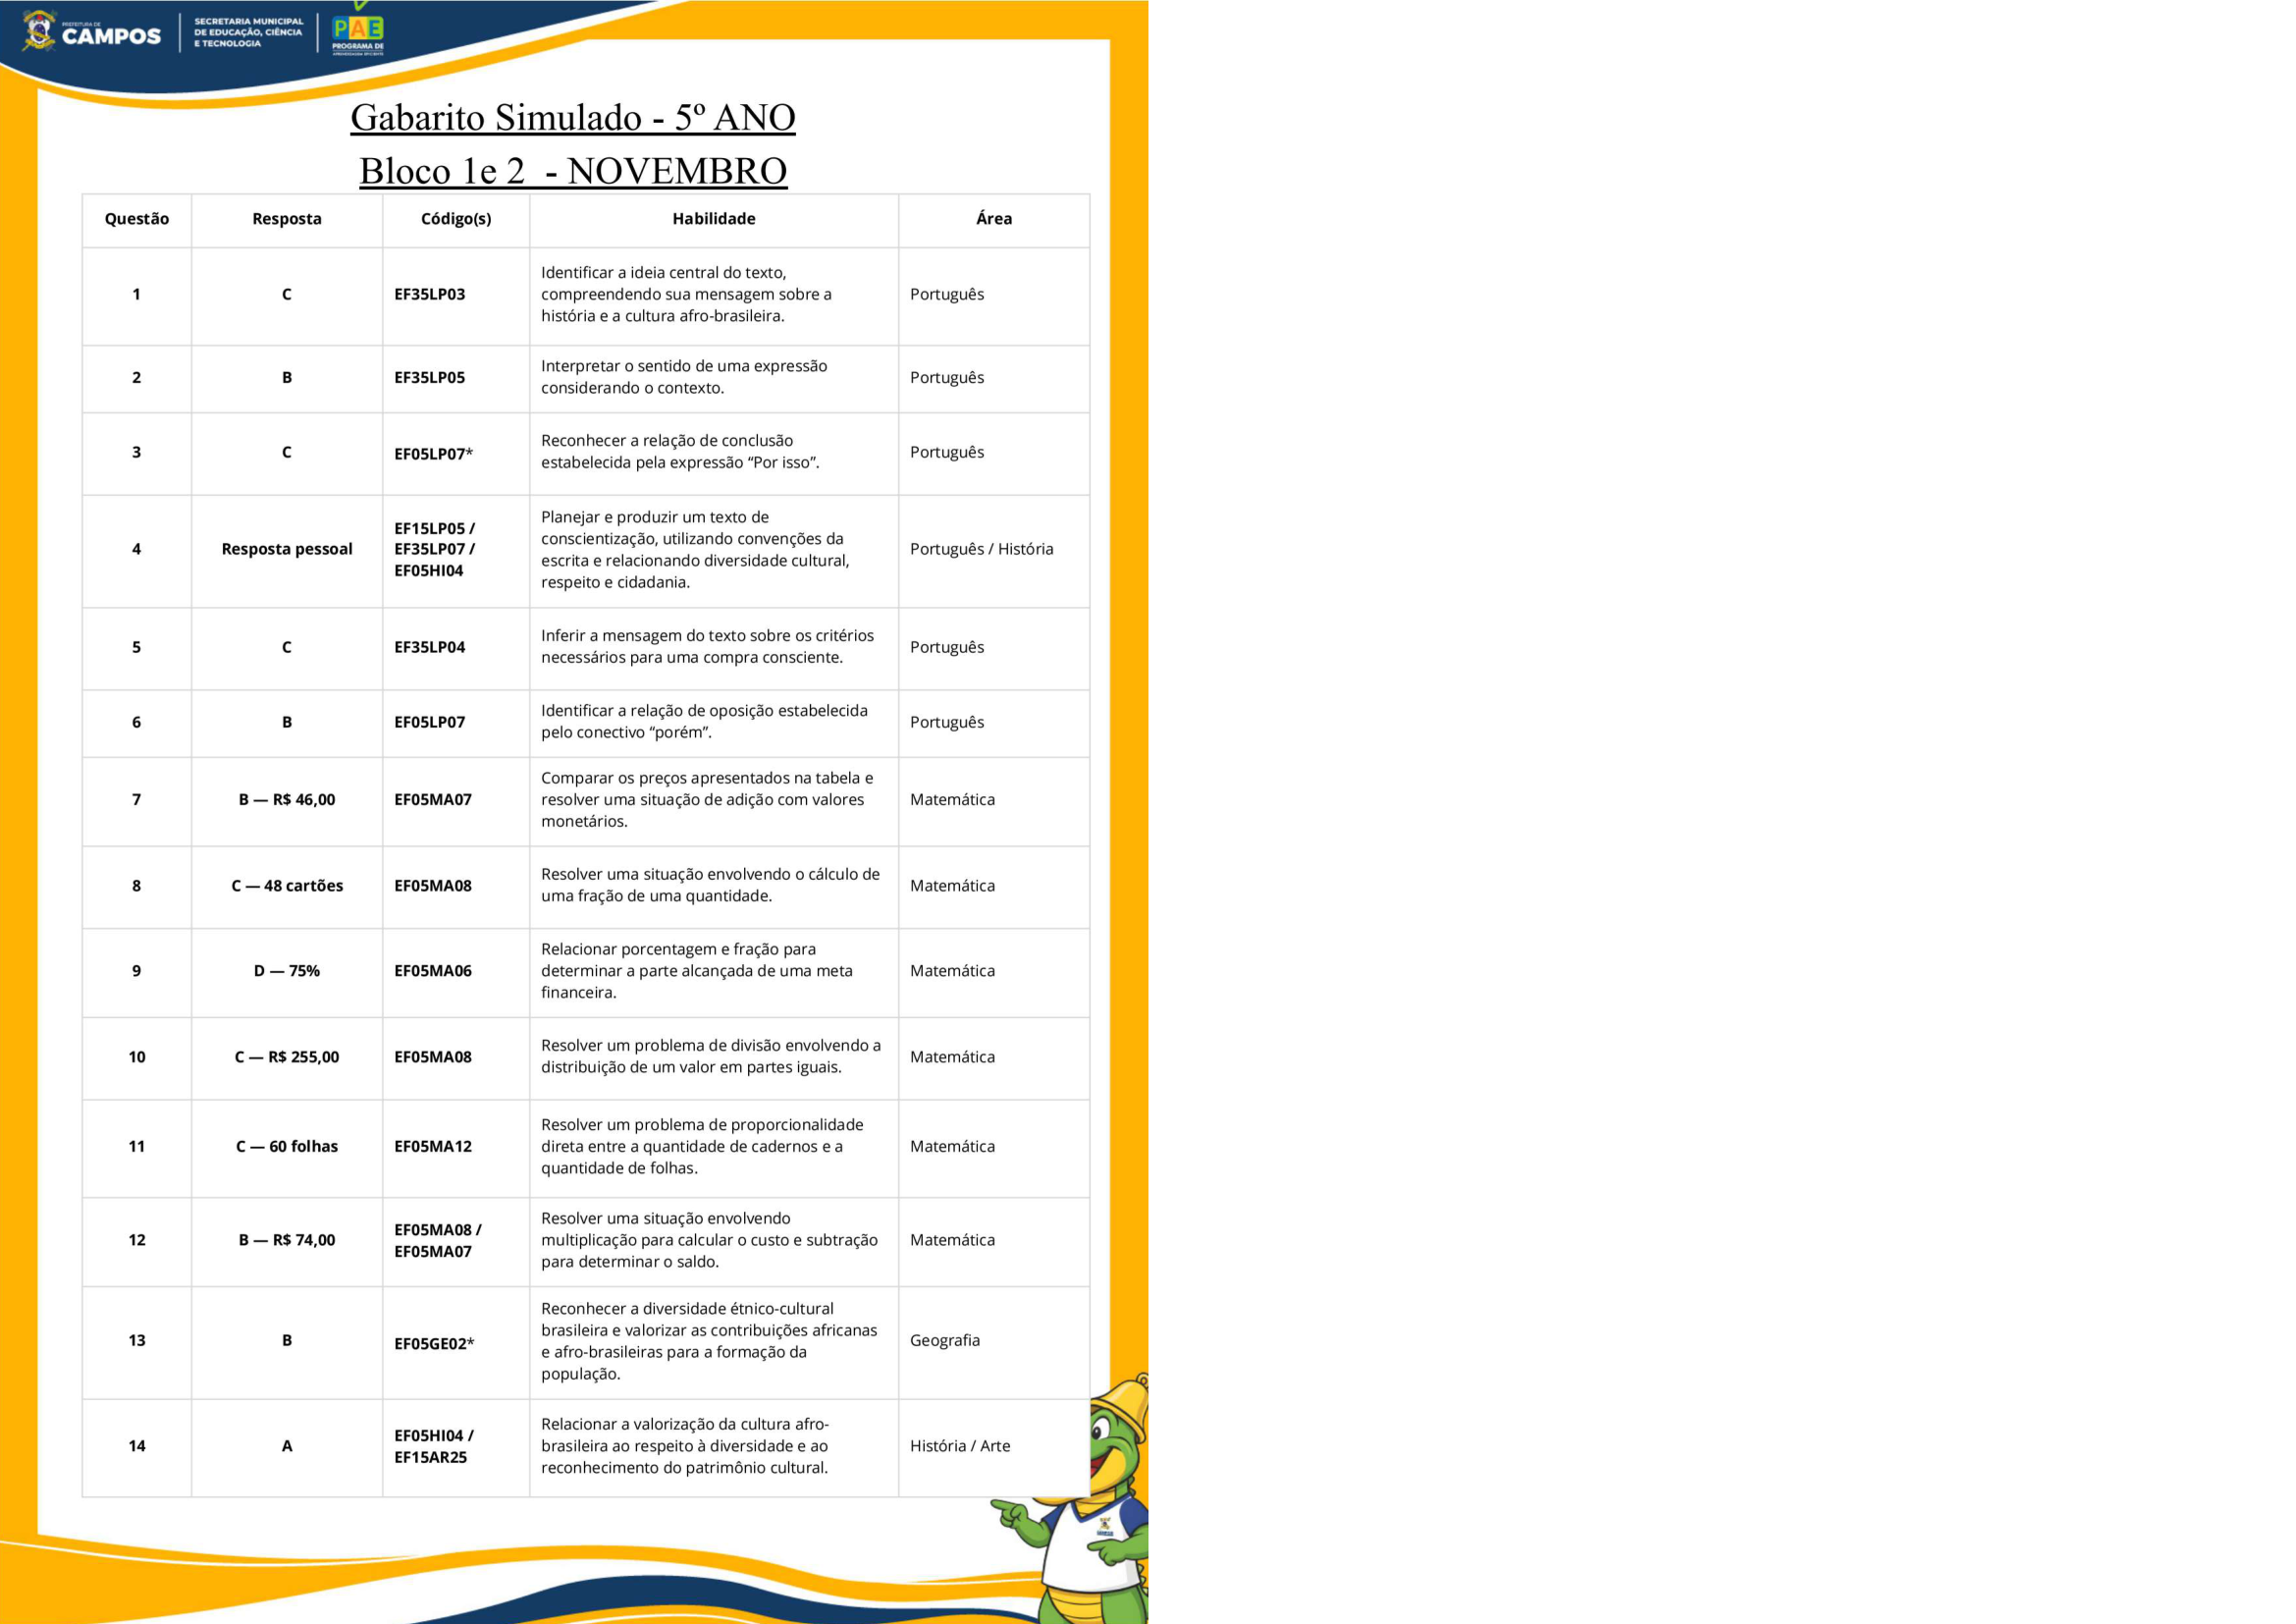 PREFEITURA DE
CAMPOS
SECRETARIA MUNICIPAL
DE EDUCAÇÃO, CIÊNCIA
E TECNOLOGIA
PAE
PROGRAMA DE
APRENDIZAGEM EFICIENTE
Gabarito Simulado - 5º ANO
Bloco 1e 2 - NOVEMBRO
Questão Resposta Código(s) Habilidade Área
1 C EF35LP03 Identificar a ideia central do texto,
compreendendo sua mensagem sobre a
história e a cultura afro-brasileira. Português
2 B EF35LP05 Interpretar o sentido de uma expressão
considerando o contexto. Português
3 C EF05LP07* Reconhecer a relação de conclusão
estabelecida pela expressão “Por isso”. Português
4 Resposta pessoal EF15LP05 /
EF35LP07 /
EF05HI04 Planejar e produzir um texto de
conscientização, utilizando convenções da
escrita e relacionando diversidade cultural,
respeito e cidadania. Português / História
5 C EF35LP04 Inferir a mensagem do texto sobre os critérios
necessários para uma compra consciente. Português
6 B EF05LP07 Identificar a relação de oposição estabelecida
pelo conectivo “porém”. Português
7 B — R$ 46,00 EF05MA07 Comparar os preços apresentados na tabela e
resolver uma situação de adição com valores
monetários. Matemática
8 C — 48 cartões EF05MA08 Resolver uma situação envolvendo o cálculo de
uma fração de uma quantidade. Matemática
9 D — 75% EF05MA06 Relacionar porcentagem e fração para
determinar a parte alcançada de uma meta
financeira. Matemática
10 C — R$ 255,00 EF05MA08 Resolver um problema de divisão envolvendo a
distribuição de um valor em partes iguais. Matemática
11 C — 60 folhas EF05MA12 Resolver um problema de proporcionalidade
direta entre a quantidade de cadernos e a
quantidade de folhas. Matemática
12 B — R$ 74,00 EF05MA08 /
EF05MA07 Resolver uma situação envolvendo
multiplicação para calcular o custo e subtração
para determinar o saldo. Matemática
13 B EF05GE02* Reconhecer a diversidade étnico-cultural
brasileira e valorizar as contribuições africanas
e afro-brasileiras para a formação da
população. Geografia
14 A EF05HI04 /
EF15AR25 Relacionar a valorização da cultura afro-
brasileira ao respeito à diversidade e ao
reconhecimento do patrimônio cultural. História / Arte